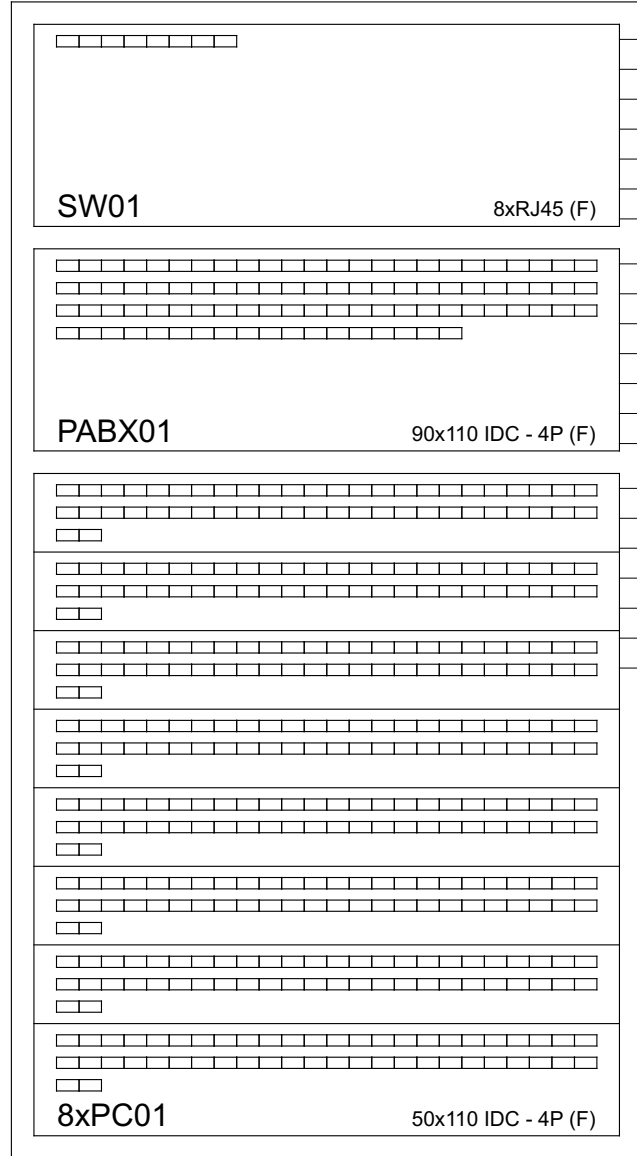 SW01 8xRJ45 (F)
PABX01 90x110 IDC - 4P (F)
8xPC01 50x110 IDC - 4P (F)